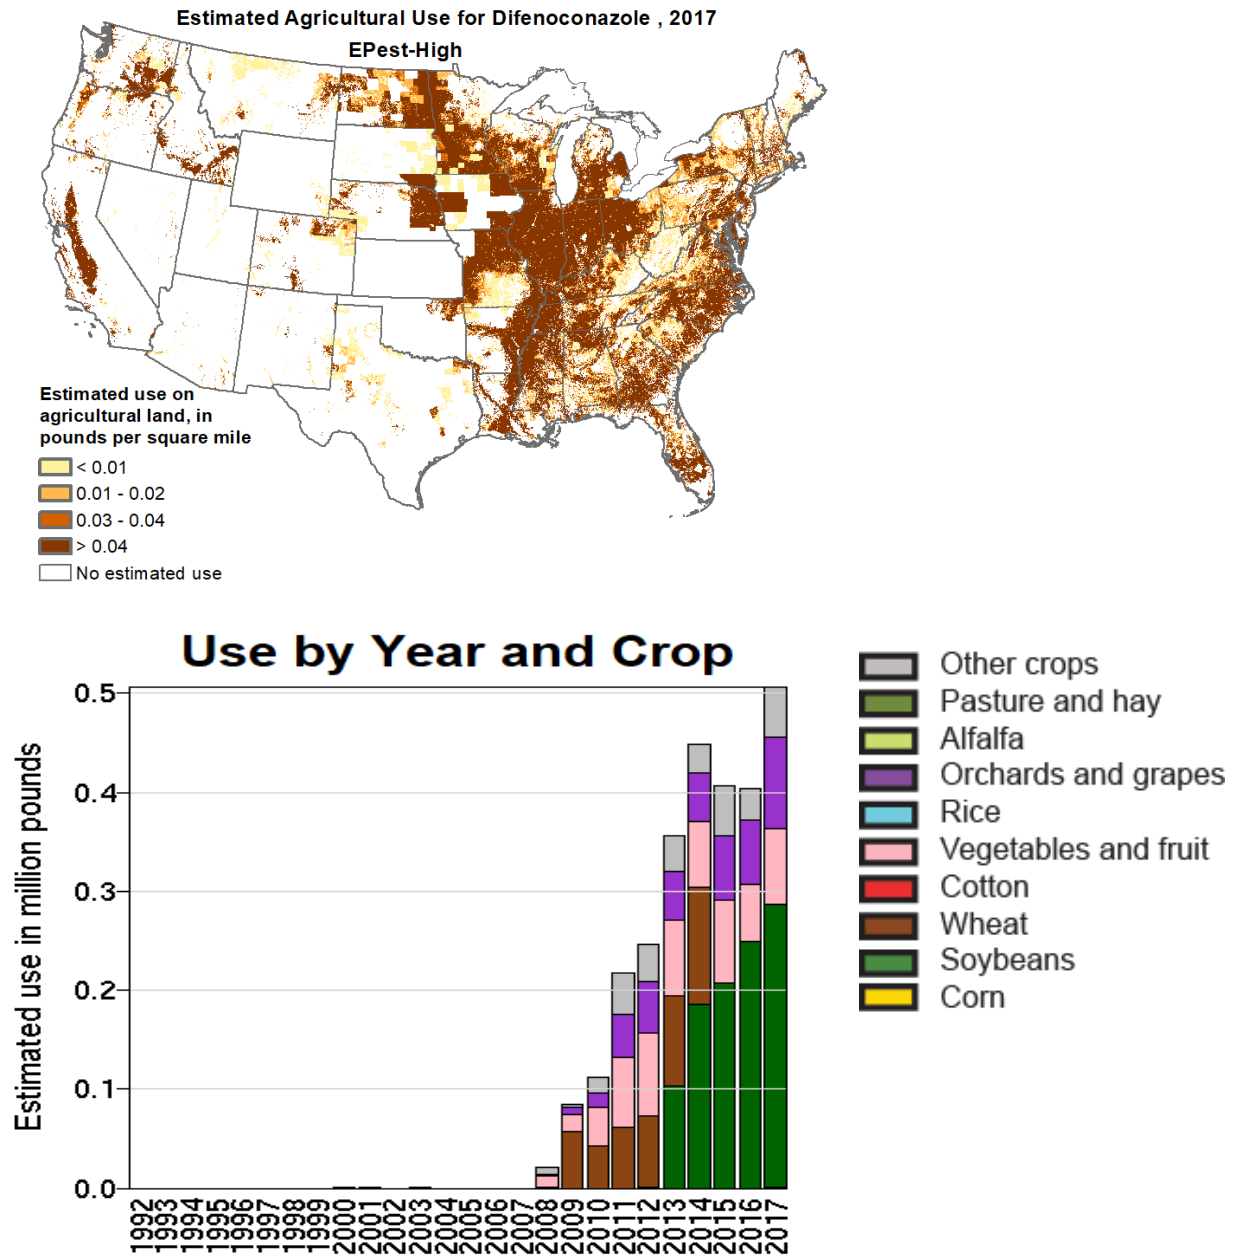 Estimated Agricultural Use for Difenoconazole , 2017
EPest-High
Estimated use on
agricultural land, in
pounds per square mile
< 0.01
0.01 - 0.02
0.03 - 0.04
> 0.04
No estimated use
Use by Year and Crop
Estimated use in million pounds
0.5
0.4
0.3
0.2
0.1
0.0
1992
1993
1994
1995
1996
1997
1998
1999
2000
2001
2002
2003
2004
2005
2006
2007
2008
2009
2010
2011
2012
2013
2014
2015
2016
2017
Other crops
Pasture and hay
Alfalfa
Orchards and grapes
Rice
Vegetables and fruit
Cotton
Wheat
Soybeans
Corn